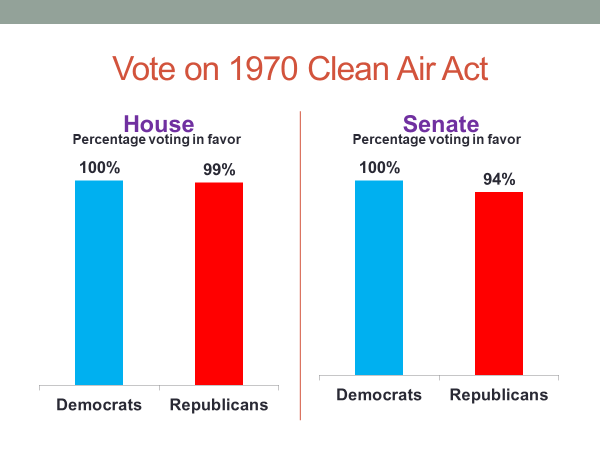 Vote on 1970 Clean Air Act
House
Percentage voting in favor
100%
99%
Democrats
Republicans
Senate
Percentage voting in favor
100%
94%
Democrats
Republicans